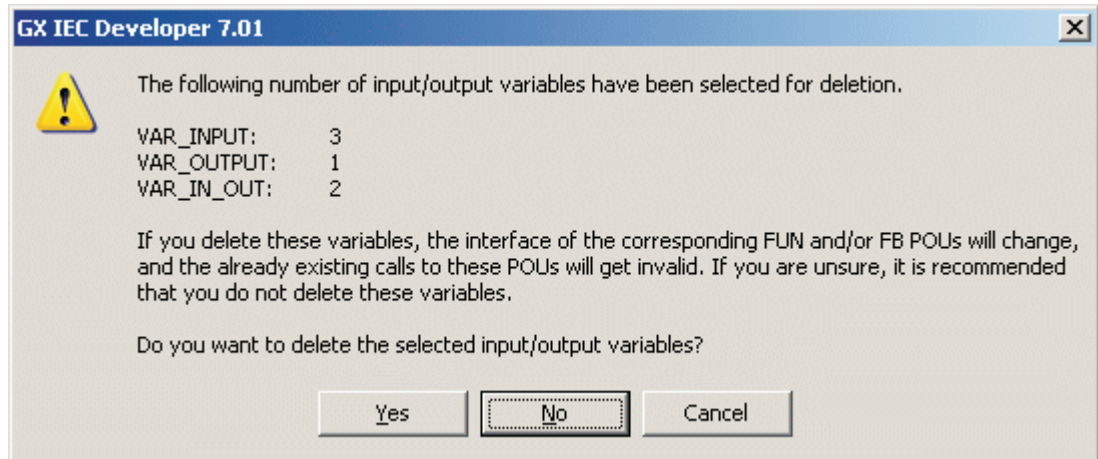 GX IEC Developer 7.01
The following number of input/output variables have been selected for deletion.
VAR_INPUT: 3
VAR_OUTPUT: 1
VAR_IN_OUT: 2
If you delete these variables, the interface of the corresponding FUN and/or FB POUs will change,
and the already existing calls to these POUs will get invalid. If you are unsure, it is recommended
that you do not delete these variables.
Do you want to delete the selected input/output variables?
Yes No Cancel